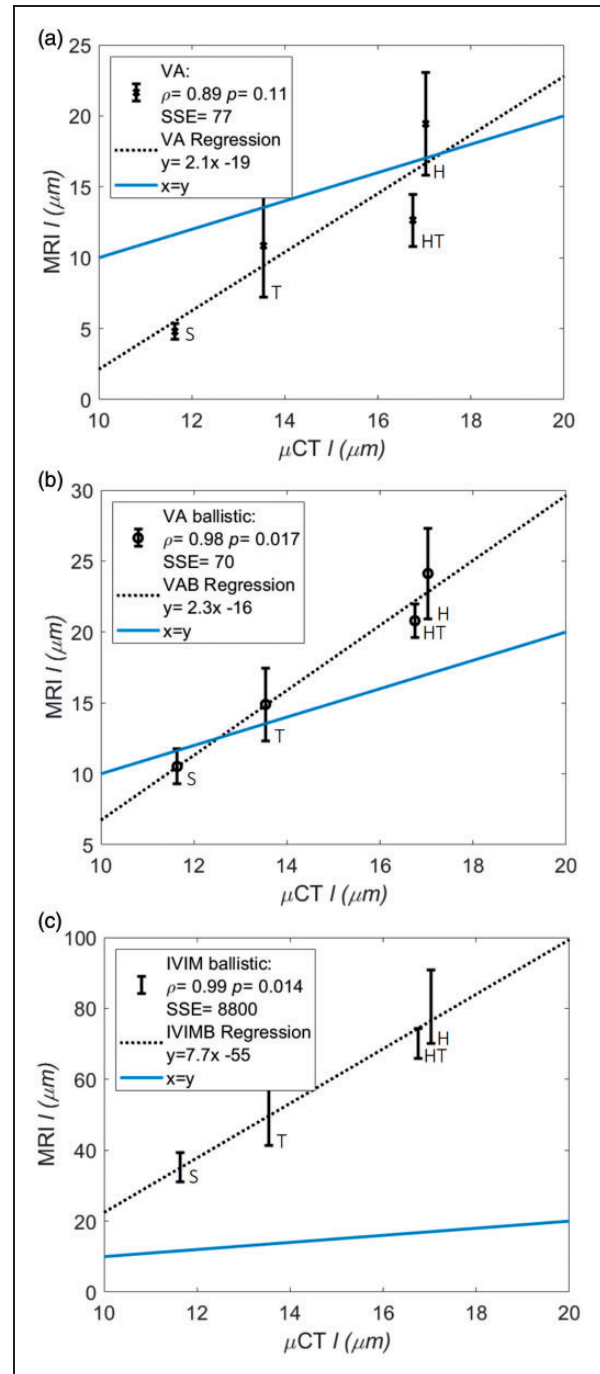 (a)
25
20
15
10
5
0
MRI l (μm)
VA:
ρ= 0.89 p= 0.11
SSE= 77
VA Regression
y= 2.1x -19
x=y
S
T
HT
H
10 12 14 16 18 20
μCT l (μm)
(b)
30
25
20
15
10
5
MRI l (μm)
VA ballistic:
ρ= 0.98 p= 0.017
SSE= 70
VAB Regression
y= 2.3x -16
x=y
S
T
HT
H
10 12 14 16 18 20
μCT l (μm)
(c)
100
80
60
40
20
0
MRI l (μm)
IVIM ballistic:
ρ= 0.99 p= 0.014
SSE= 8800
IVIMB Regression
y=7.7x -55
x=y
S
T
HT
H
10 12 14 16 18 20
μCT l (μm)